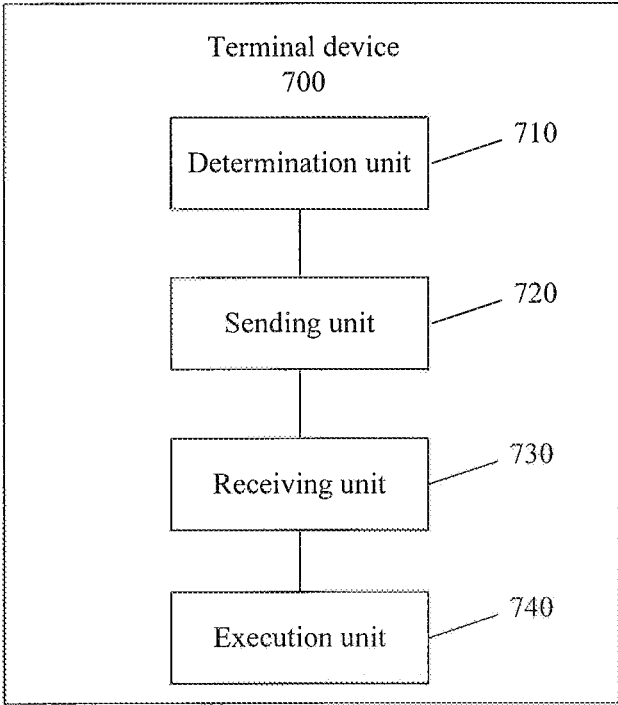 Terminal device
700
710
Determination unit
720
Sending unit
730
Receiving unit
740
Execution unit